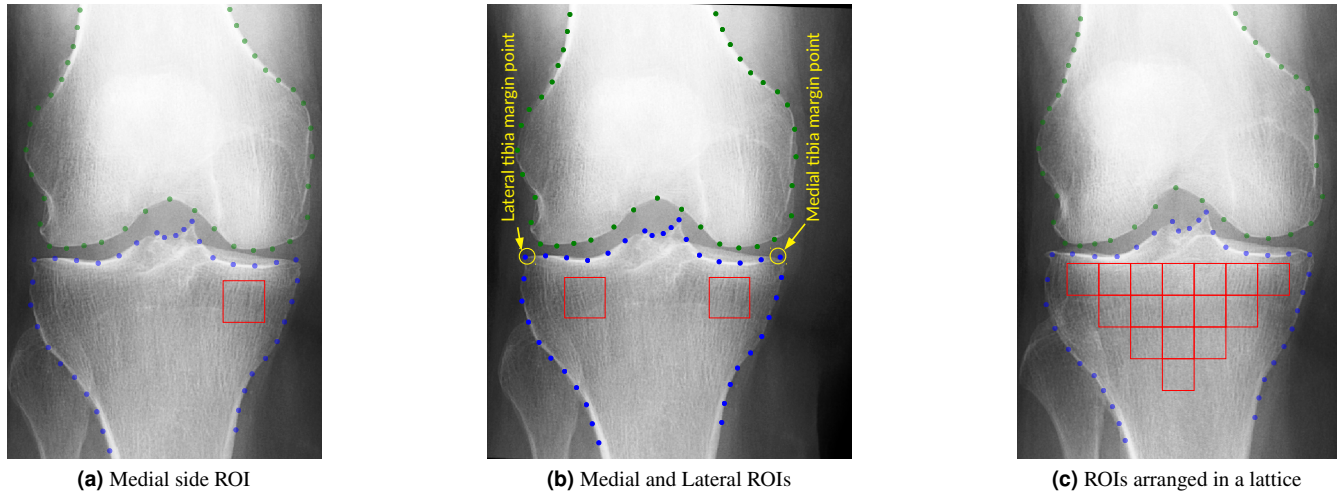 Lateral tibia margin point
Medial tibia margin point
(a) Medial side ROI
(b) Medial and Lateral ROIs
(c) ROIs arranged in a lattice